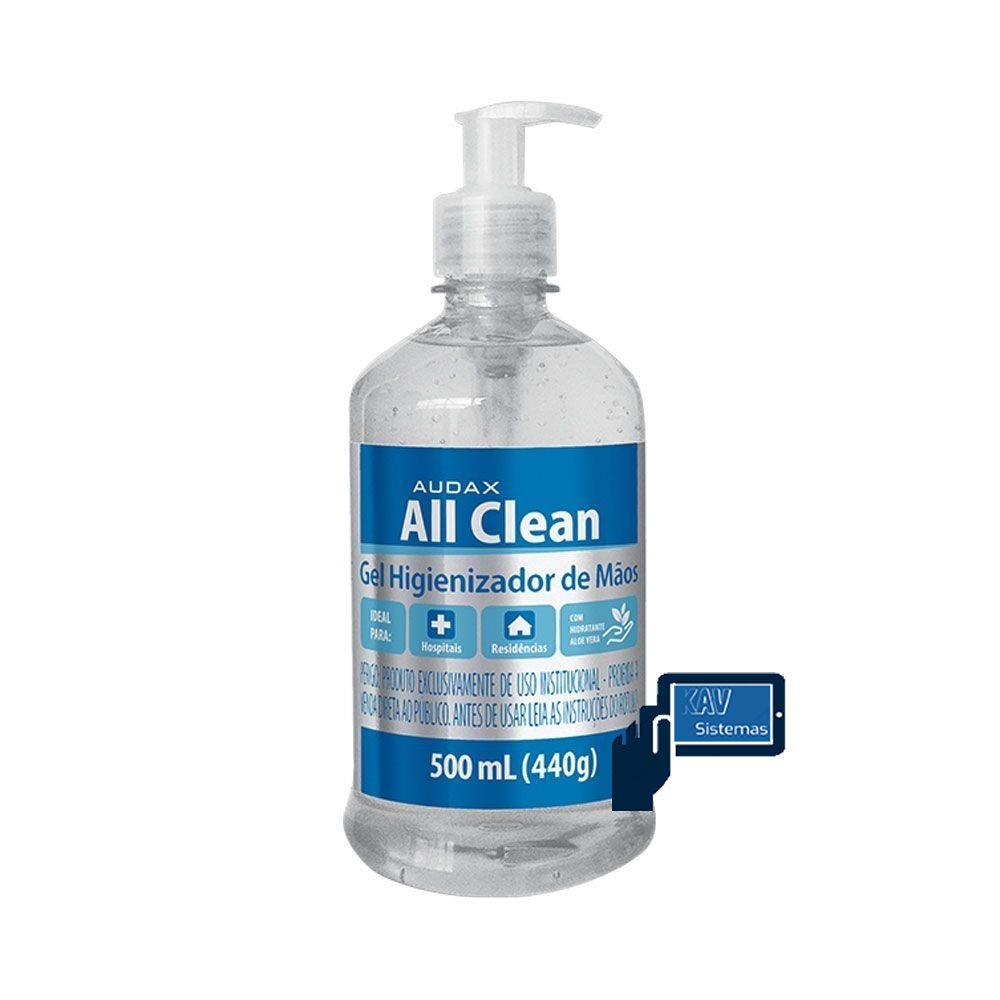 AUDAX
All Clean
Gel Higienizador de Mãos
IDEAL
PARA:
Hospitais
Residências
COM
HIDRATANTE
ALOE VERA
PERIGO: PRODUTO EXCLUSIVAMENTE DE USO INSTITUCIONAL - PROIBIDA A
VENDA DIRETA AO PÚBLICO. ANTES DE USAR LEIA AS INSTRUÇÕES DO RÓTULO
500 mL (440g)
KAV
Sistemas